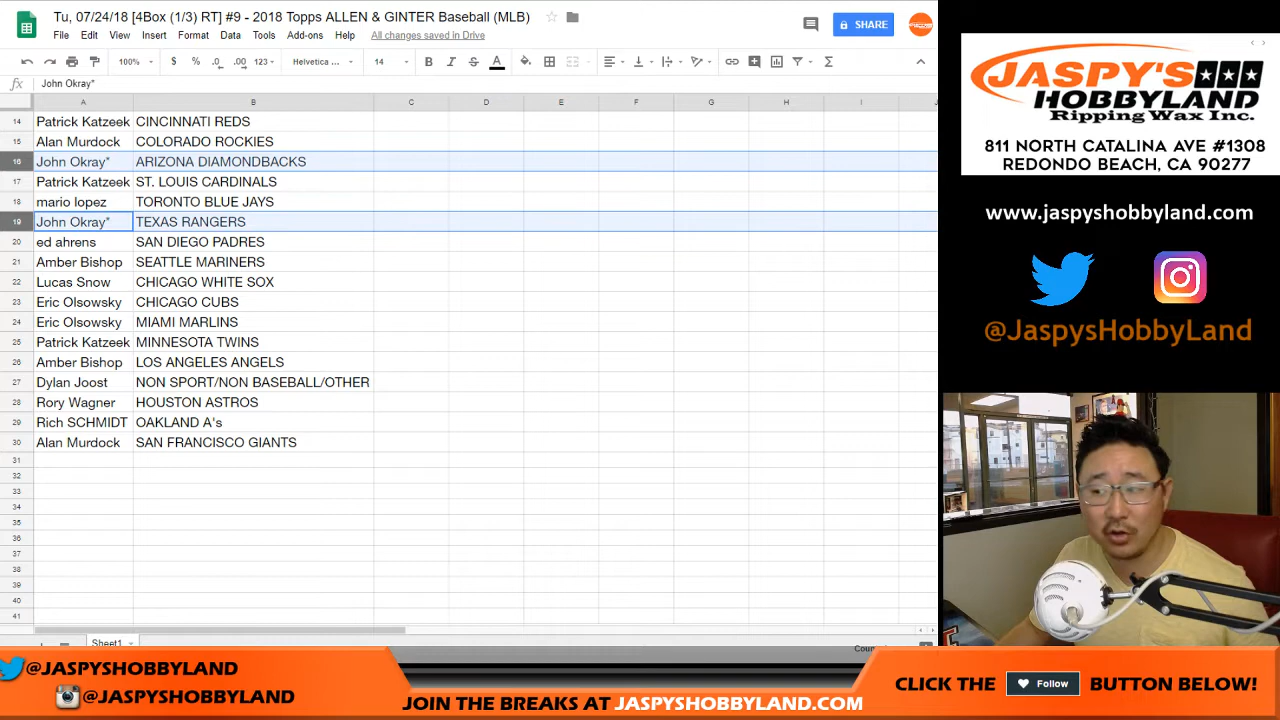 Tu, 07/24/18 [4Box (1/3) RT] #9 - 2018 Topps ALLEN & GINTER Baseball (MLB)
File Edit View Insert Format Data Tools Add-ons Help All changes saved in Drive
SHARE
100% $ % .0 .00 123 Helvetica ... 14 B I S A
fx John Okray*
A B C D E F G H I J
14 Patrick Katzeek CINCINNATI REDS
15 Alan Murdock COLORADO ROCKIES
16 John Okray* ARIZONA DIAMONDBACKS
17 Patrick Katzeek ST. LOUIS CARDINALS
18 mario lopez TORONTO BLUE JAYS
19 John Okray* TEXAS RANGERS
20 ed ahrens SAN DIEGO PADRES
21 Amber Bishop SEATTLE MARINERS
22 Lucas Snow CHICAGO WHITE SOX
23 Eric Olsowsky CHICAGO CUBS
24 Eric Olsowsky MIAMI MARLINS
25 Patrick Katzeek MINNESOTA TWINS
26 Amber Bishop LOS ANGELES ANGELS
27 Dylan Joost NON SPORT/NON BASEBALL/OTHER
28 Rory Wagner HOUSTON ASTROS
29 Rich SCHMIDT OAKLAND A's
30 Alan Murdock SAN FRANCISCO GIANTS
31
32
33
34
35
36
37
38
39
40
41
Sheet1
JASPY'S
HOBBYLAND
Ripping Wax Inc.
811 NORTH CATALINA AVE #1308
REDONDO BEACH, CA 90277
www.jaspyshobbyland.com
@JaspysHobbyLand
@JASPYSHOBBYLAND
@JASPYSHOBBYLAND
JOIN THE BREAKS AT JASPYSHOBBYLAND.COM
CLICK THE Follow BUTTON BELOW!